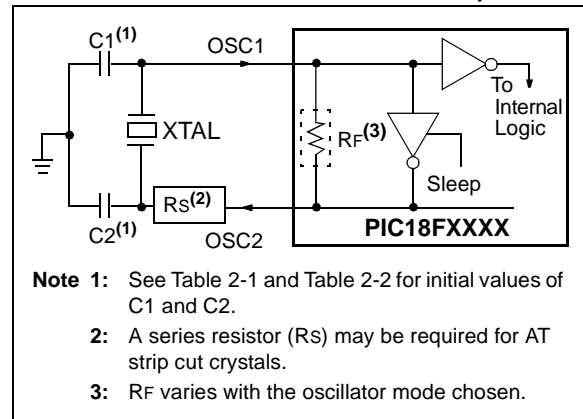 C1(1)
OSC1
To
Internal
Logic
XTAL
RF(3)
Sleep
RS(2)
C2(1)
OSC2
PIC18FXXXX
Note 1: See Table 2-1 and Table 2-2 for initial values of
C1 and C2.
2: A series resistor (RS) may be required for AT
strip cut crystals.
3: RF varies with the oscillator mode chosen.